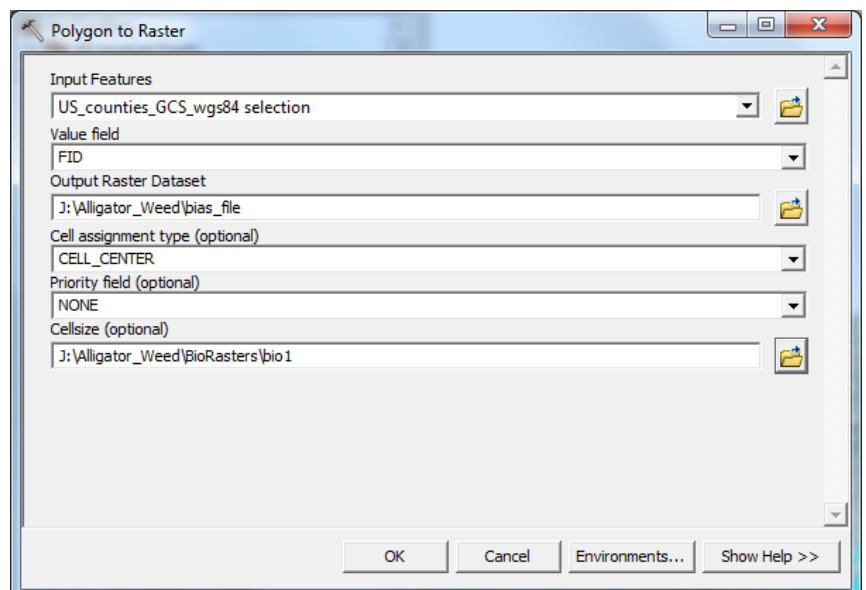 Polygon to Raster
Input Features
US_counties_GCS_wgs84 selection
Value field
FID
Output Raster Dataset
J:\Alligator_Weed\bias_file
Cell assignment type (optional)
CELL_CENTER
Priority field (optional)
NONE
Cellsize (optional)
J:\Alligator_Weed\BioRasters\bio1
OK Cancel Environments... Show Help >>